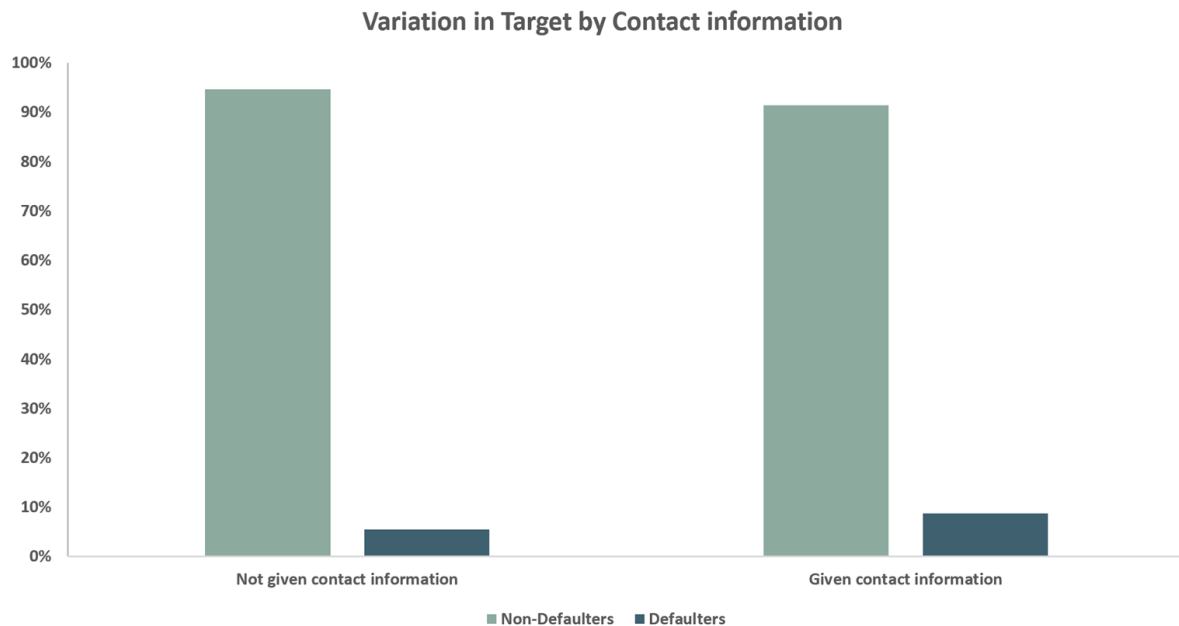 Variation in Target by Contact information
100%
90%
80%
70%
60%
50%
40%
30%
20%
10%
0%
Not given contact information
Given contact information
Non-Defaulters
Defaulters